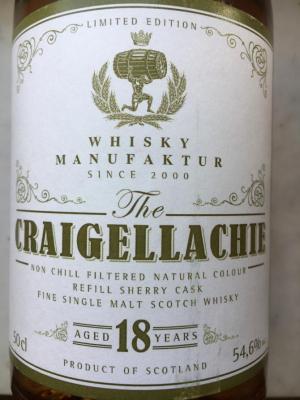 LIMITED EDITION
WHISKY
MANUFAKTUR
SINCE 2000
The
CRAIGELLACHIE
NON CHILL FILTERED NATURAL COLOUR
REFILL SHERRY CASK
FINE SINGLE MALT SCOTCH WHISKY
50cl
AGED 18 YEARS
54,6%
PRODUCT OF SCOTLAND